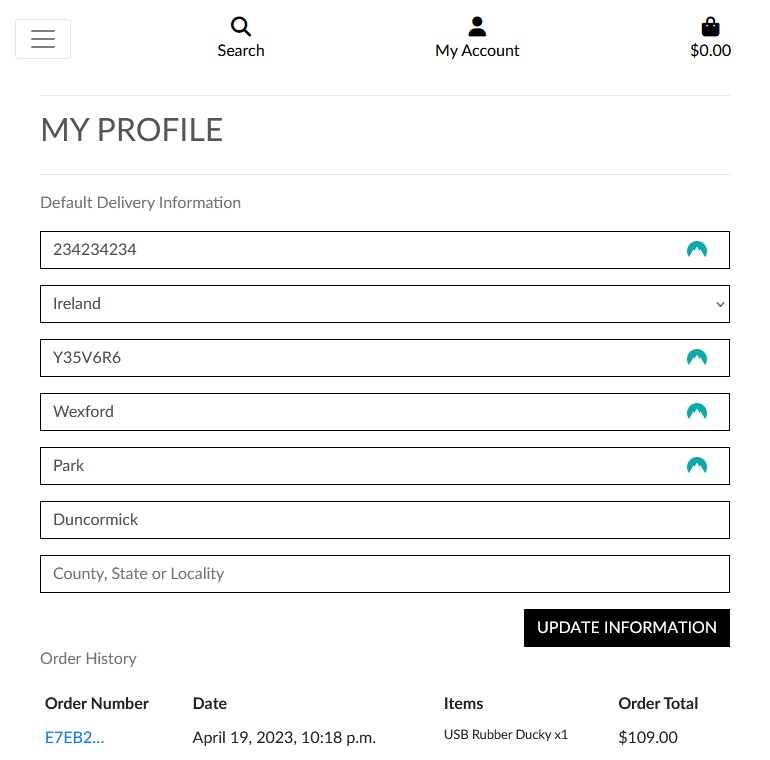 Search
My Account
$0.00
MY PROFILE
Default Delivery Information
234234234
Ireland
Y35V6R6
Wexford
Park
Duncormick
County, State or Locality
UPDATE INFORMATION
Order History
Order Number Date Items Order Total
E7EB2... April 19, 2023, 10:18 p.m. USB Rubber Ducky x1 $109.00